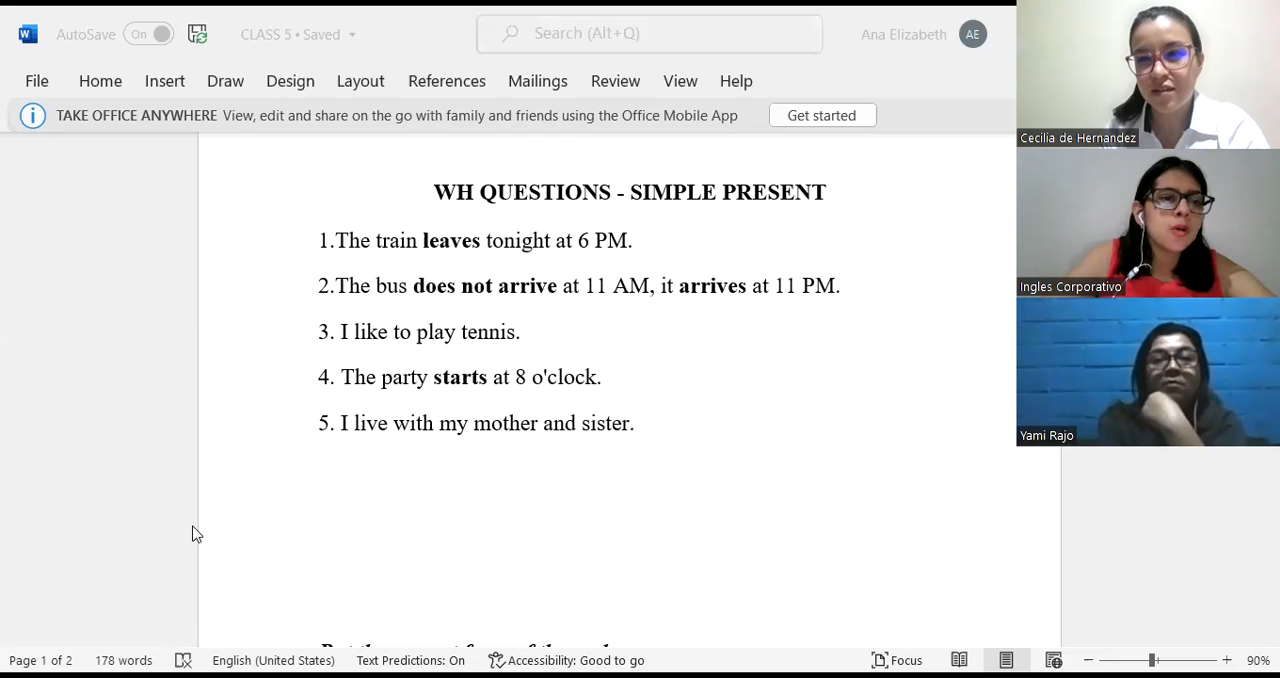 AutoSave On CLASS 5 • Saved Search (Alt+Q) Ana Elizabeth AE
File Home Insert Draw Design Layout References Mailings Review View Help
TAKE OFFICE ANYWHERE View, edit and share on the go with family and friends using the Office Mobile App Get started
Cecilia de Hernandez
Ingles Corporativo
Yami Rajo
WH QUESTIONS - SIMPLE PRESENT
1.The train leaves tonight at 6 PM.
2.The bus does not arrive at 11 AM, it arrives at 11 PM.
3. I like to play tennis.
4. The party starts at 8 o'clock.
5. I live with my mother and sister.
Page 1 of 2 178 words English (United States) Text Predictions: On Accessibility: Good to go Focus 90%